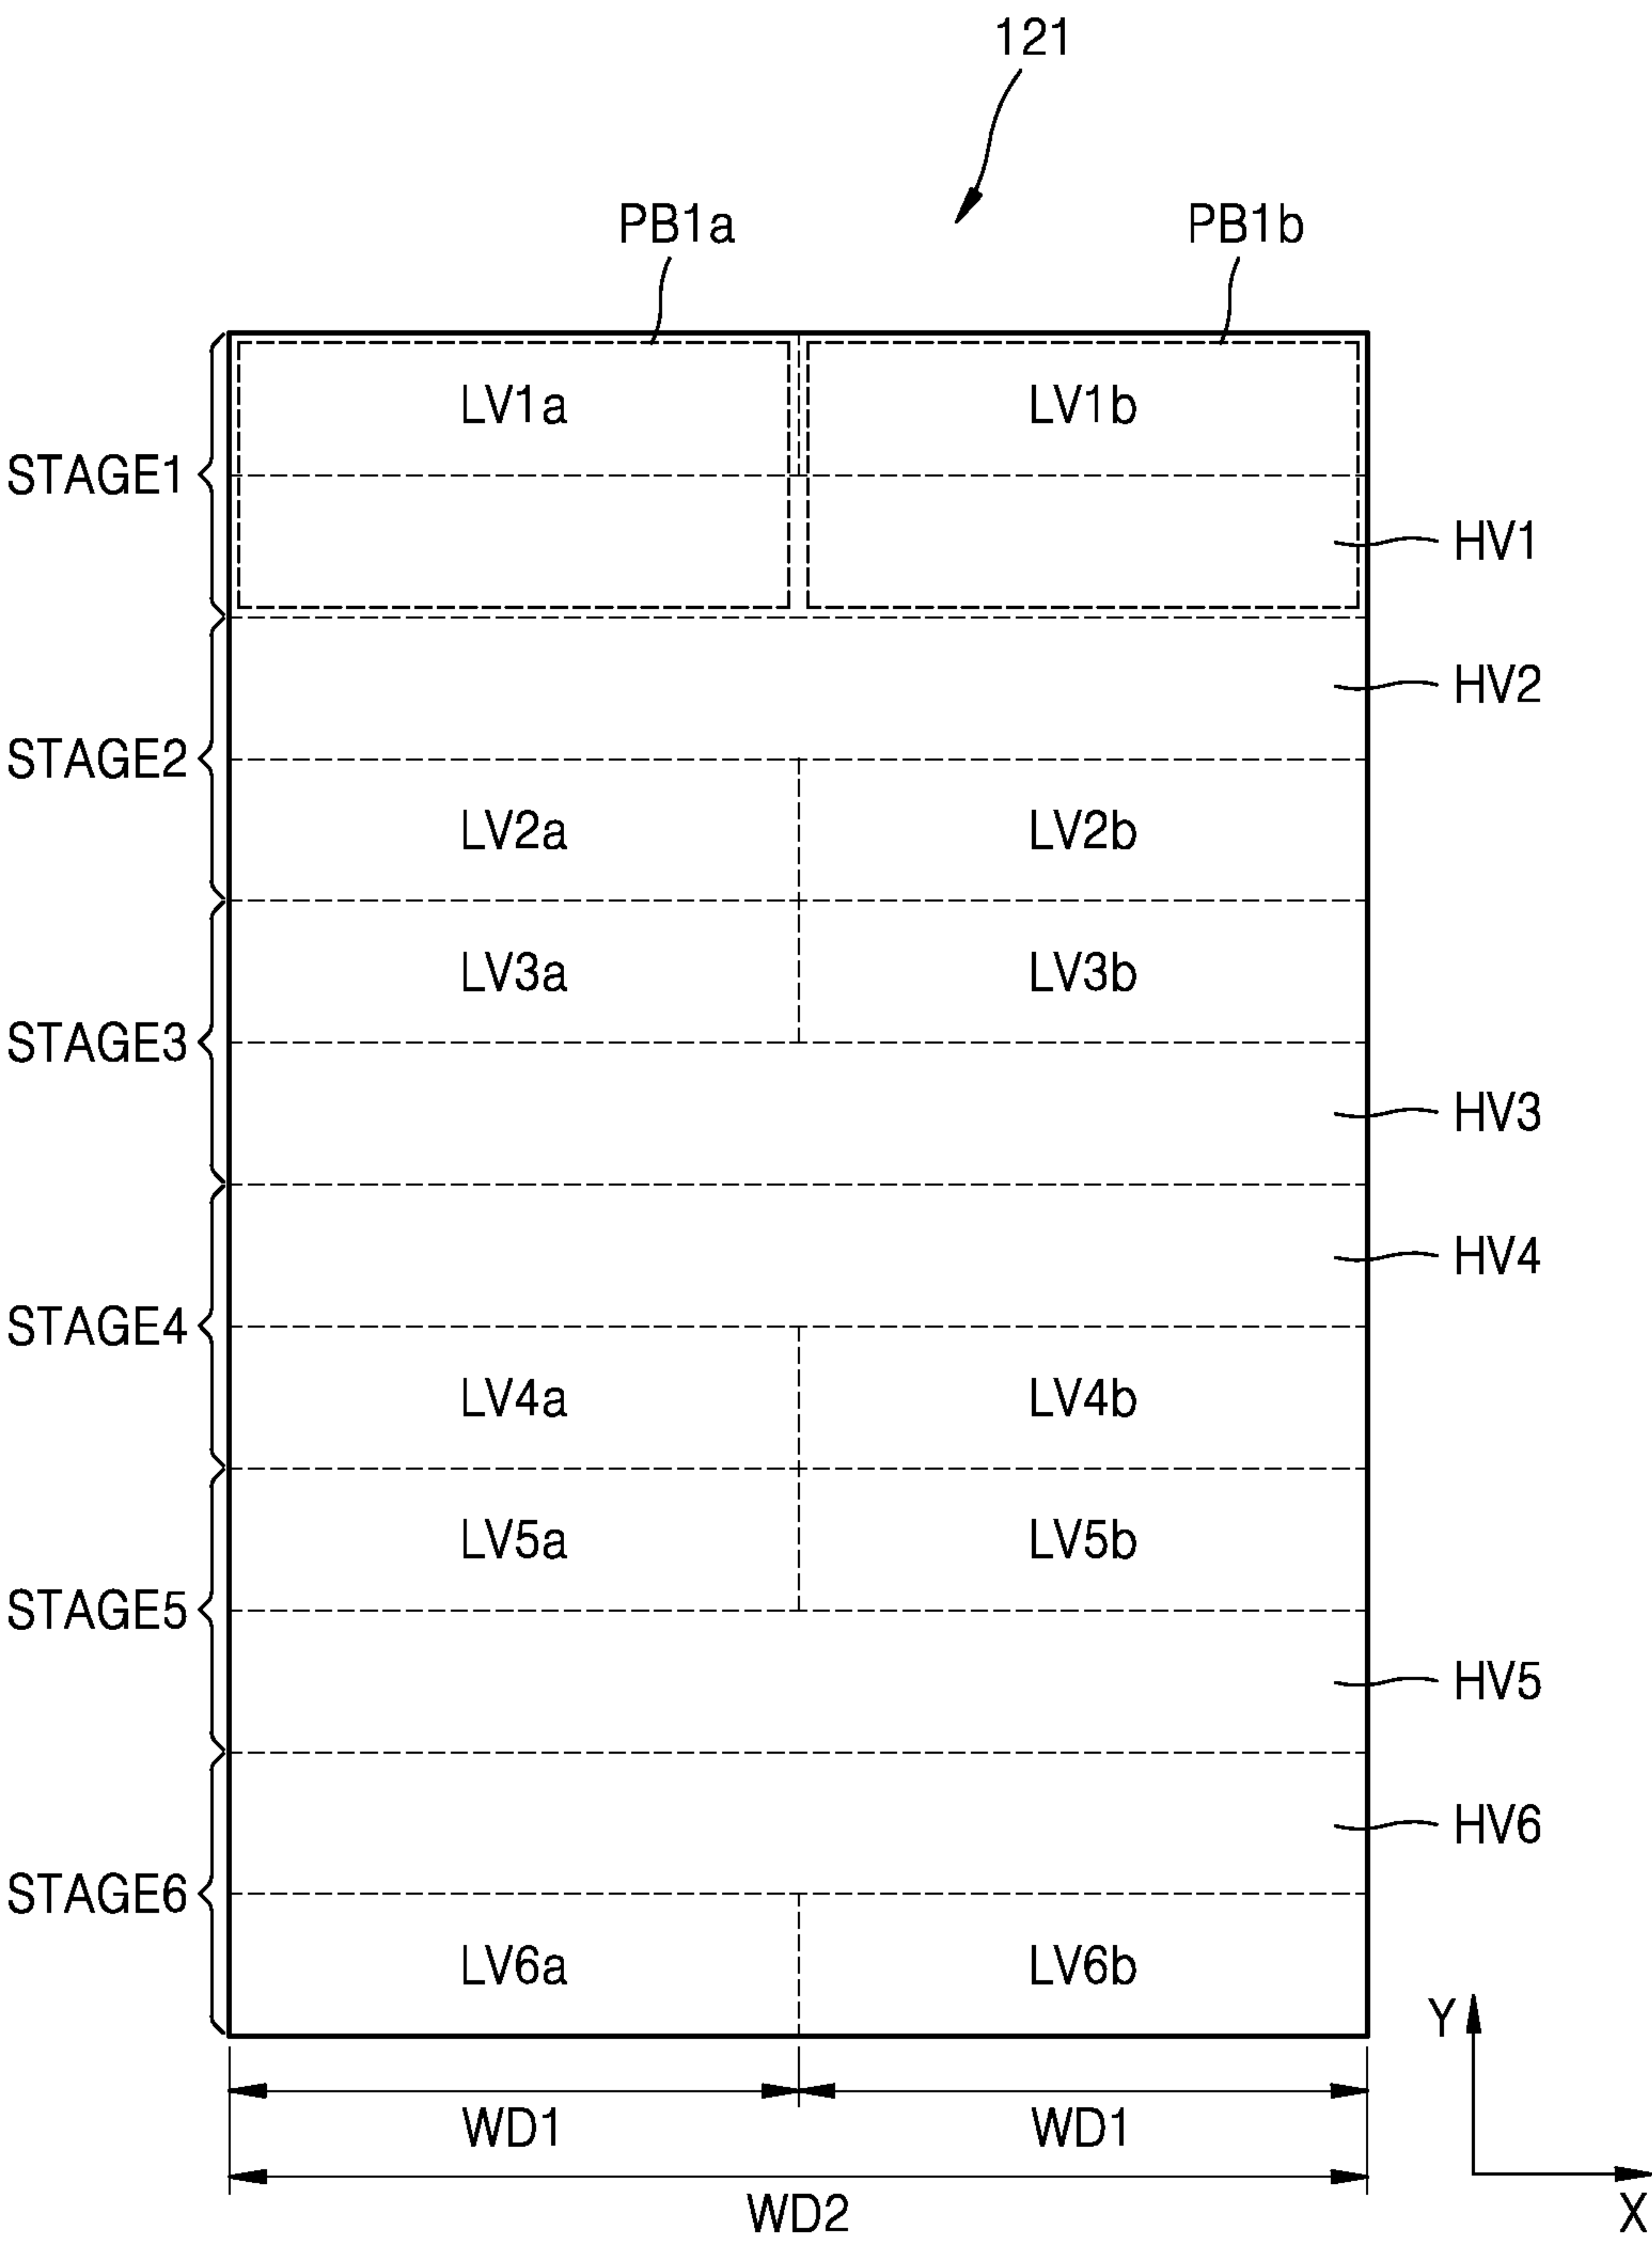 121
PB1a PB1b
LV1a LV1b
STAGE1
HV1
HV2
STAGE2
LV2a LV2b
LV3a LV3b
STAGE3
HV3
HV4
STAGE4
LV4a LV4b
LV5a LV5b
STAGE5
HV5
HV6
STAGE6
LV6a LV6b
Y
WD1 WD1
WD2 X